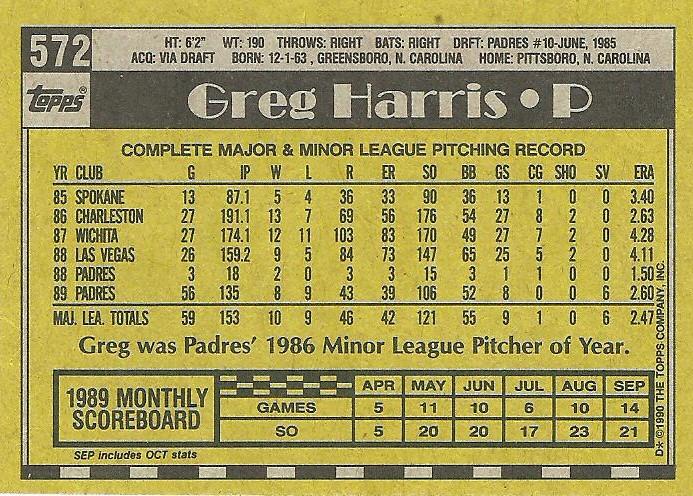 572
HT: 6'2" WT: 190 THROWS: RIGHT BATS: RIGHT DRFT: PADRES #10-JUNE, 1985
ACQ: VIA DRAFT BORN: 12-1-63 , GREENSBORO, N. CAROLINA HOME: PITTSBORO, N. CAROLINA
topps®
Greg Harris • P
COMPLETE MAJOR & MINOR LEAGUE PITCHING RECORD
YR CLUB G IP W L R ER SO BB GS CG SHO SV ERA
85 SPOKANE 13 87.1 5 4 36 33 90 36 13 1 0 0 3.40
86 CHARLESTON 27 191.1 13 7 69 56 176 54 27 8 2 0 2.63
87 WICHITA 27 174.1 12 11 103 83 170 49 27 7 2 0 4.28
88 LAS VEGAS 26 159.2 9 5 84 73 147 65 25 5 2 0 4.11
88 PADRES 3 18 2 0 3 3 15 3 1 1 0 0 1.50
89 PADRES 56 135 8 9 43 39 106 52 8 0 0 6 2.60
MAJ. LEA. TOTALS 59 153 10 9 46 42 121 55 9 1 0 6 2.47
Greg was Padres' 1986 Minor League Pitcher of Year.
1989 MONTHLY
SCOREBOARD
APR MAY JUN JUL AUG SEP
GAMES 5 11 10 6 10 14
SO 5 20 20 17 23 21
SEP includes OCT stats
D* ©1990 THE TOPPS COMPANY, INC.